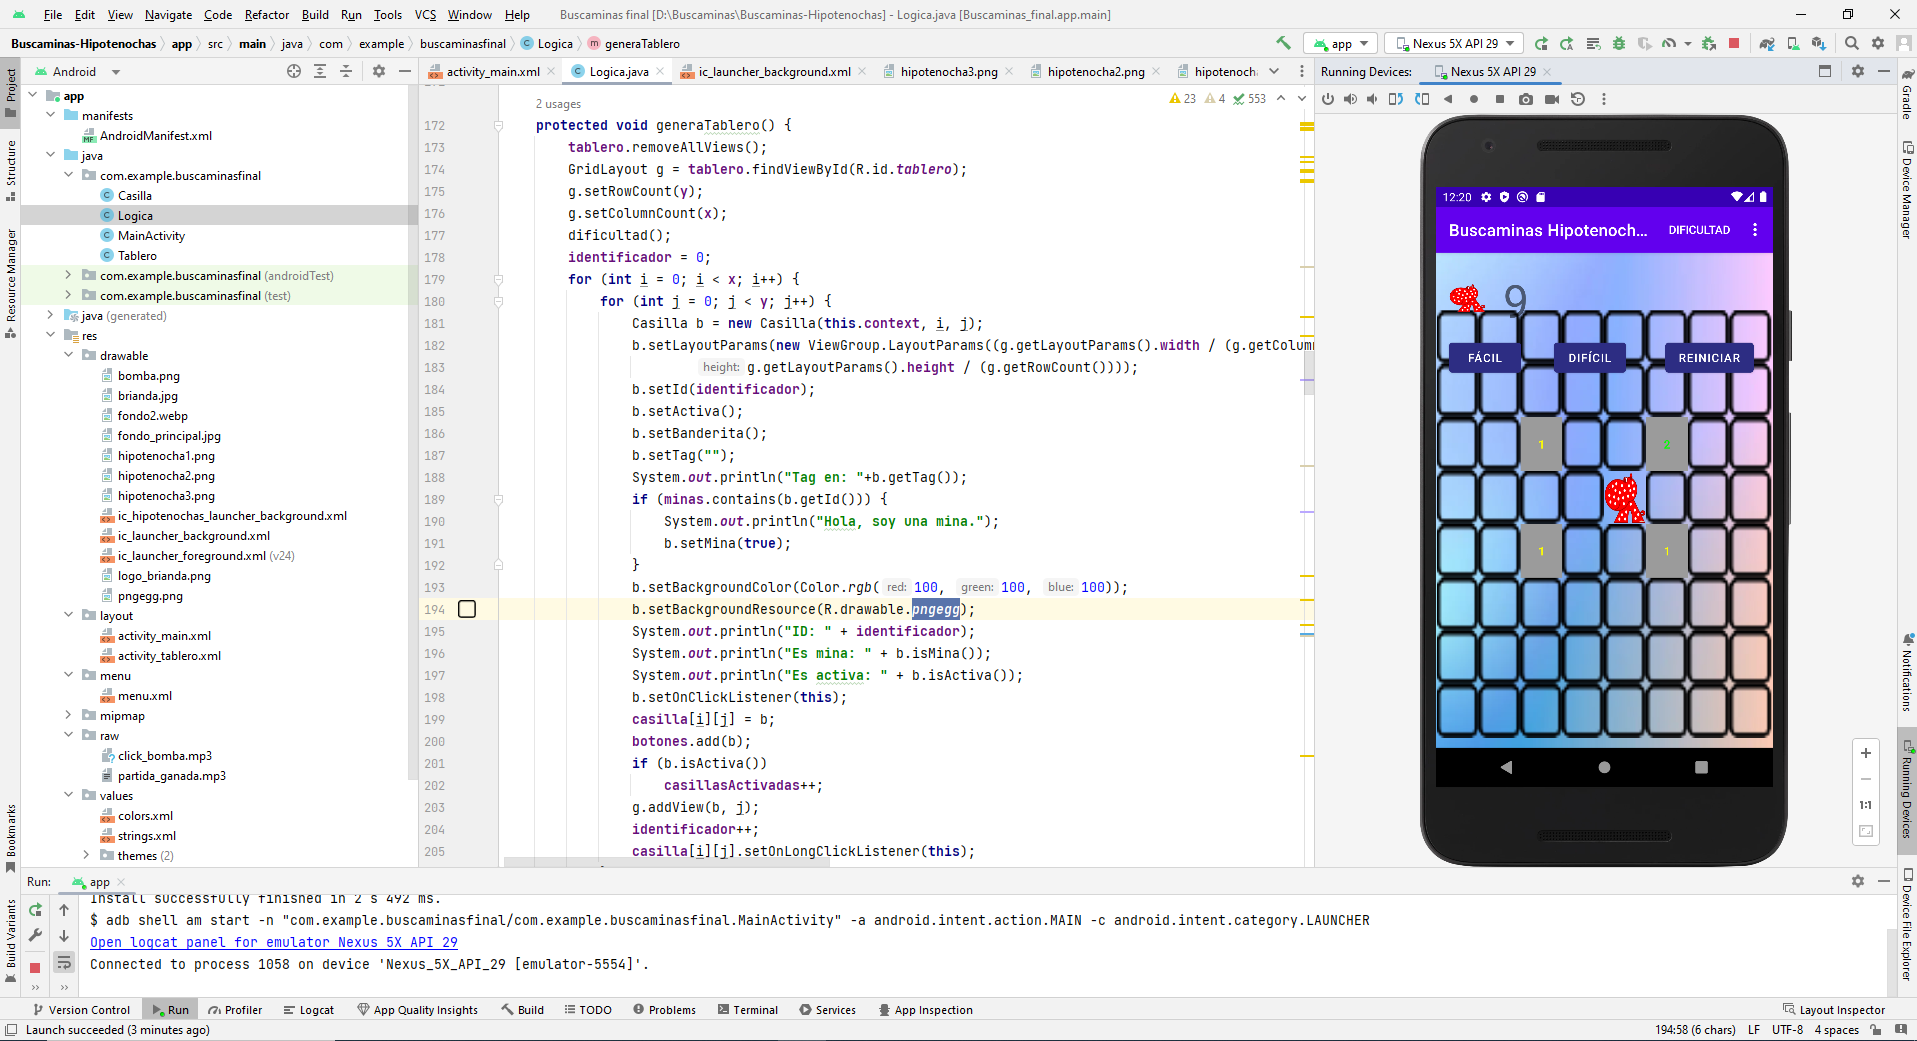 File Edit View Navigate Code Refactor Build Run Tools VCS Window Help Buscaminas final [D:\Buscaminas\Buscaminas-Hipotenochas] - Logica.java [Buscaminas_final.app.main]
Buscaminas-Hipotenochas app src main java com example buscaminasfinal Logica generaTablero app Nexus 5X API 29
Android
activity_main.xml Logica.java ic_launcher_background.xml hipotenocha3.png hipotenocha2.png hipotenoch
Running Devices: Nexus 5X API 29
Project
Structure
Resource Manager
Bookmarks
Build Variants
app
manifests
AndroidManifest.xml
java
com.example.buscaminasfinal
Casilla
Logica
MainActivity
Tablero
com.example.buscaminasfinal (androidTest)
com.example.buscaminasfinal (test)
java (generated)
res
drawable
bomba.png
brianda.jpg
fondo2.webp
fondo_principal.jpg
hipotenocha1.png
hipotenocha2.png
hipotenocha3.png
ic_hipotenochas_launcher_background.xml
ic_launcher_background.xml
ic_launcher_foreground.xml (v24)
logo_brianda.png
pngegg.png
layout
activity_main.xml
activity_tablero.xml
menu
menu.xml
mipmap
raw
click_bomba.mp3
partida_ganada.mp3
values
colors.xml
strings.xml
themes (2)
2 usages
23 4 553
172 protected void generaTablero() {
173 tablero.removeAllViews();
174 GridLayout g = tablero.findViewById(R.id.tablero);
175 g.setRowCount(y);
176 g.setColumnCount(x);
177 dificultad();
178 identificador = 0;
179 for (int i = 0; i < x; i++) {
180 for (int j = 0; j < y; j++) {
181 Casilla b = new Casilla(this.context, i, j);
182 b.setLayoutParams(new ViewGroup.LayoutParams((g.getLayoutParams().width / (g.getColum
183 height: g.getLayoutParams().height / (g.getRowCount())));
184 b.setId(identificador);
185 b.setActiva();
186 b.setBanderita();
187 b.setTag("");
188 System.out.println("Tag en: "+b.getTag());
189 if (minas.contains(b.getId())) {
190 System.out.println("Hola, soy una mina.");
191 b.setMina(true);
192 }
193 b.setBackgroundColor(Color.rgb( red: 100, green: 100, blue: 100));
194 b.setBackgroundResource(R.drawable.pngegg);
195 System.out.println("ID: " + identificador);
196 System.out.println("Es mina: " + b.isMina());
197 System.out.println("Es activa: " + b.isActiva());
198 b.setOnClickListener(this);
199 casilla[i][j] = b;
200 botones.add(b);
201 if (b.isActiva())
202 casillasActivadas++;
203 g.addView(b, j);
204 identificador++;
205 casilla[i][j].setOnLongClickListener(this);
12:20
Buscaminas Hipotenoch... DIFICULTAD
9
FÁCIL DIFÍCIL REINICIAR
1 2
1 1
1:1
Gradle
Device Manager
Notifications
Running Devices
Device File Explorer
Run: app
Install successfully finished in 2 s 492 ms.
$ adb shell am start -n "com.example.buscaminasfinal/com.example.buscaminasfinal.MainActivity" -a android.intent.action.MAIN -c android.intent.category.LAUNCHER
Open logcat panel for emulator Nexus 5X API 29
Connected to process 1058 on device 'Nexus_5X_API_29 [emulator-5554]'.
Version Control Run Profiler Logcat App Quality Insights Build TODO Problems Terminal Services App Inspection Layout Inspector
Launch succeeded (3 minutes ago) 194:58 (6 chars) LF UTF-8 4 spaces